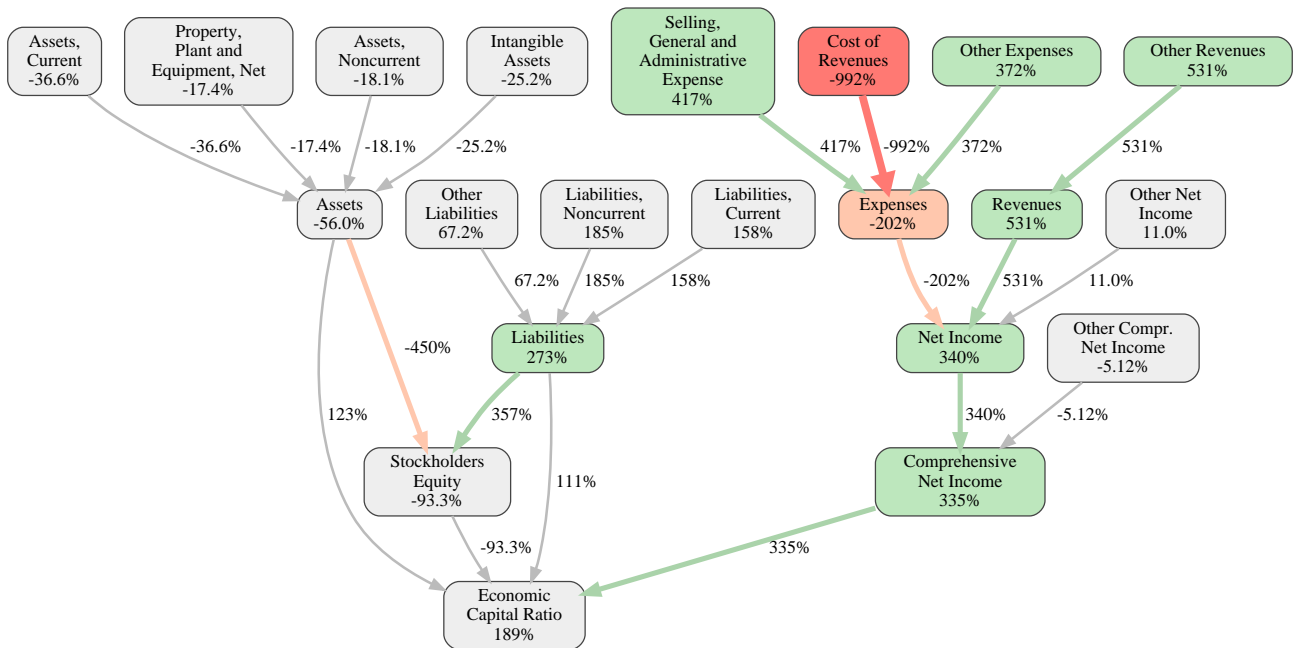 Assets,
Current
-36.6%
Property,
Plant and
Equipment, Net
-17.4%
Assets,
Noncurrent
-18.1%
Intangible
Assets
-25.2%
Selling,
General and
Administrative
Expense
417%
Cost of
Revenues
-992%
Other Expenses
372%
Other Revenues
531%
-36.6%
-17.4%
-18.1%
-25.2%
417%
-992%
372%
531%
Assets
-56.0%
Other
Liabilities
67.2%
Liabilities,
Noncurrent
185%
Liabilities,
Current
158%
Expenses
-202%
Revenues
531%
Other Net
Income
11.0%
67.2%
185%
158%
-202%
531%
11.0%
-450%
Liabilities
273%
Net Income
340%
Other Compr.
Net Income
-5.12%
123%
357%
340%
-5.12%
Stockholders
Equity
-93.3%
111%
Comprehensive
Net Income
335%
-93.3%
335%
Economic
Capital Ratio
189%